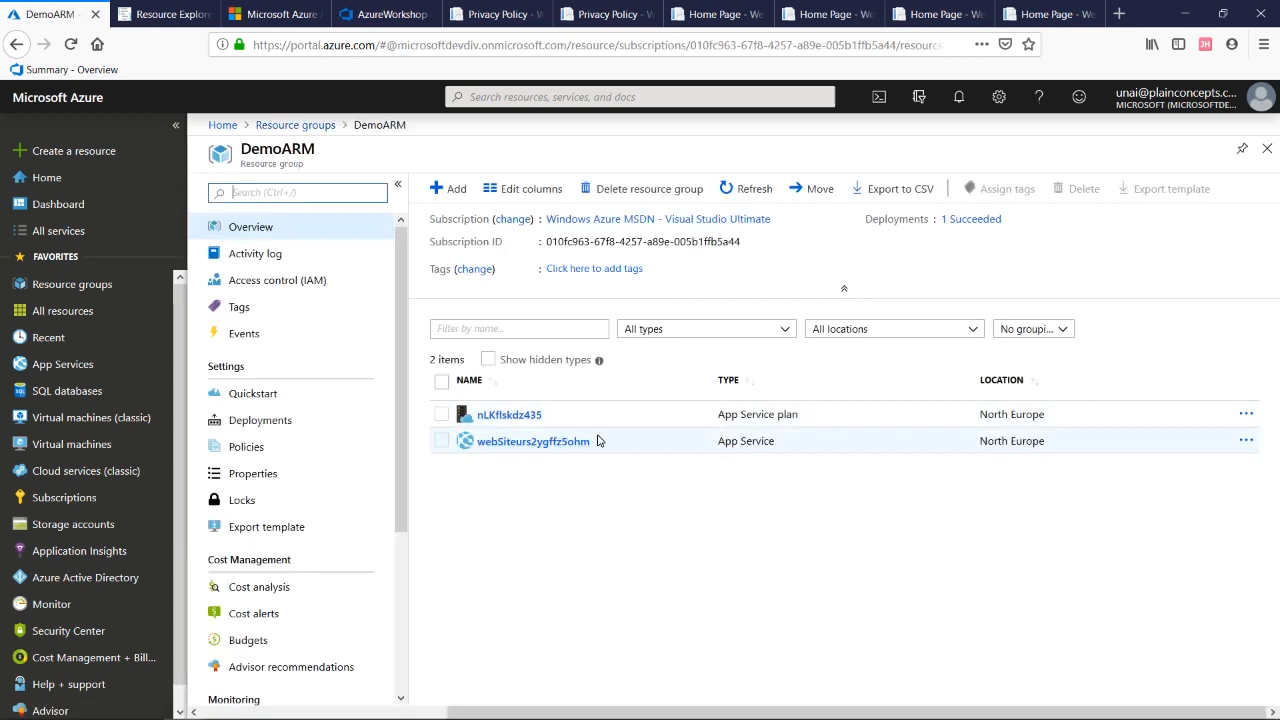 DemoARM -
Resource Explore
Microsoft Azure
AzureWorkshop
Privacy Policy - W
Privacy Policy - W
Home Page - We
Home Page - We
Home Page - We
Home Page - We
https://portal.azure.com/#@microsoftdevdiv.onmicrosoft.com/resource/subscriptions/010fc963-67f8-4257-a89e-005b1ffb5a44/resourc
JH
Summary - Overview
Microsoft Azure
Search resources, services, and docs
unai@plainconcepts.c...
MICROSOFT (MICROSOFTDE...
Create a resource
Home
Dashboard
All services
FAVORITES
Resource groups
All resources
Recent
App Services
SQL databases
Virtual machines (classic)
Virtual machines
Cloud services (classic)
Subscriptions
Storage accounts
Application Insights
Azure Active Directory
Monitor
Security Center
Cost Management + Bill...
Help + support
Advisor
Home > Resource groups > DemoARM
DemoARM
Resource group
Search (Ctrl+/)
Overview
Activity log
Access control (IAM)
Tags
Events
Settings
Quickstart
Deployments
Policies
Properties
Locks
Export template
Cost Management
Cost analysis
Cost alerts
Budgets
Advisor recommendations
Monitoring
Add Edit columns Delete resource group Refresh Move Export to CSV Assign tags Delete Export template
Subscription (change) : Windows Azure MSDN - Visual Studio Ultimate Deployments : 1 Succeeded
Subscription ID : 010fc963-67f8-4257-a89e-005b1ffb5a44
Tags (change) : Click here to add tags
Filter by name... All types All locations No groupi...
2 items Show hidden types
NAME TYPE LOCATION
nLKflskdz435 App Service plan North Europe
webSiteurs2ygffz5ohm App Service North Europe